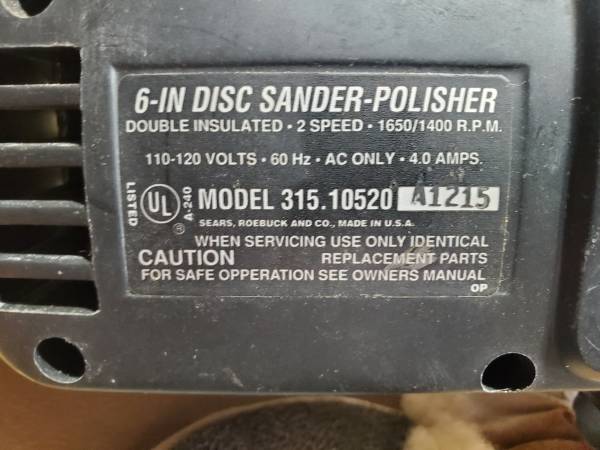 6-IN DISC SANDER-POLISHER
DOUBLE INSULATED • 2 SPEED • 1650/1400 R.P.M.
110-120 VOLTS • 60 Hz • AC ONLY • 4.0 AMPS.
LISTED UL ® A-240 MODEL 315.10520 A1215
SEARS, ROEBUCK AND CO., MADE IN U.S.A.
WHEN SERVICING USE ONLY IDENTICAL
CAUTION REPLACEMENT PARTS
FOR SAFE OPPERATION SEE OWNERS MANUAL
OP